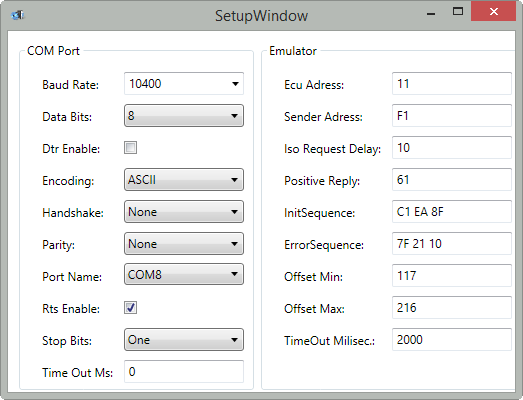 SetupWindow
COM Port
Baud Rate: 10400
Data Bits: 8
Dtr Enable:
Encoding: ASCII
Handshake: None
Parity: None
Port Name: COM8
Rts Enable:
Stop Bits: One
Time Out Ms: 0
Emulator
Ecu Adress: 11
Sender Adress: F1
Iso Request Delay: 10
Positive Reply: 61
InitSequence: C1 EA 8F
ErrorSequence: 7F 21 10
Offset Min: 117
Offset Max: 216
TimeOut Milisec.: 2000